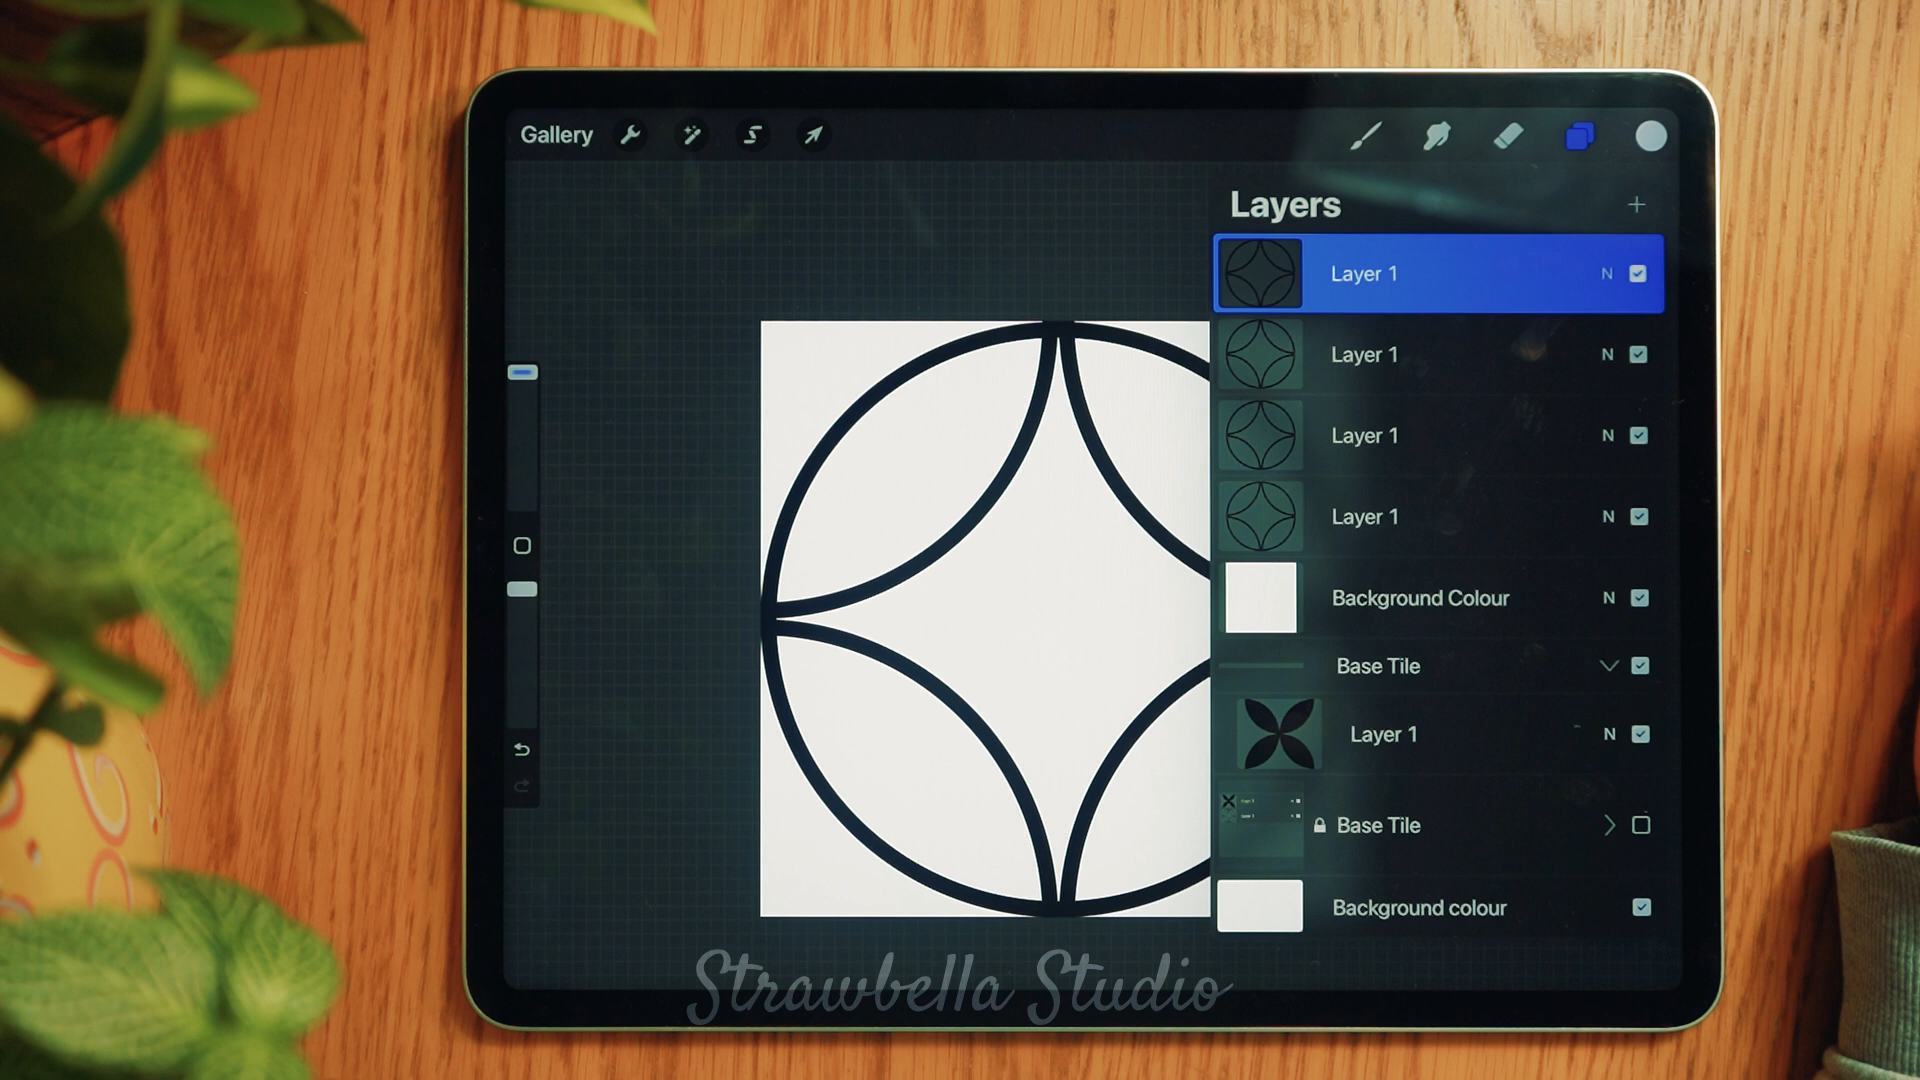 Gallery
Layers
Layer 1 N
Layer 1 N
Layer 1 N
Layer 1 N
Background Colour N
Base Tile
Layer 1 N
Base Tile
Background colour
Strawbella Studio